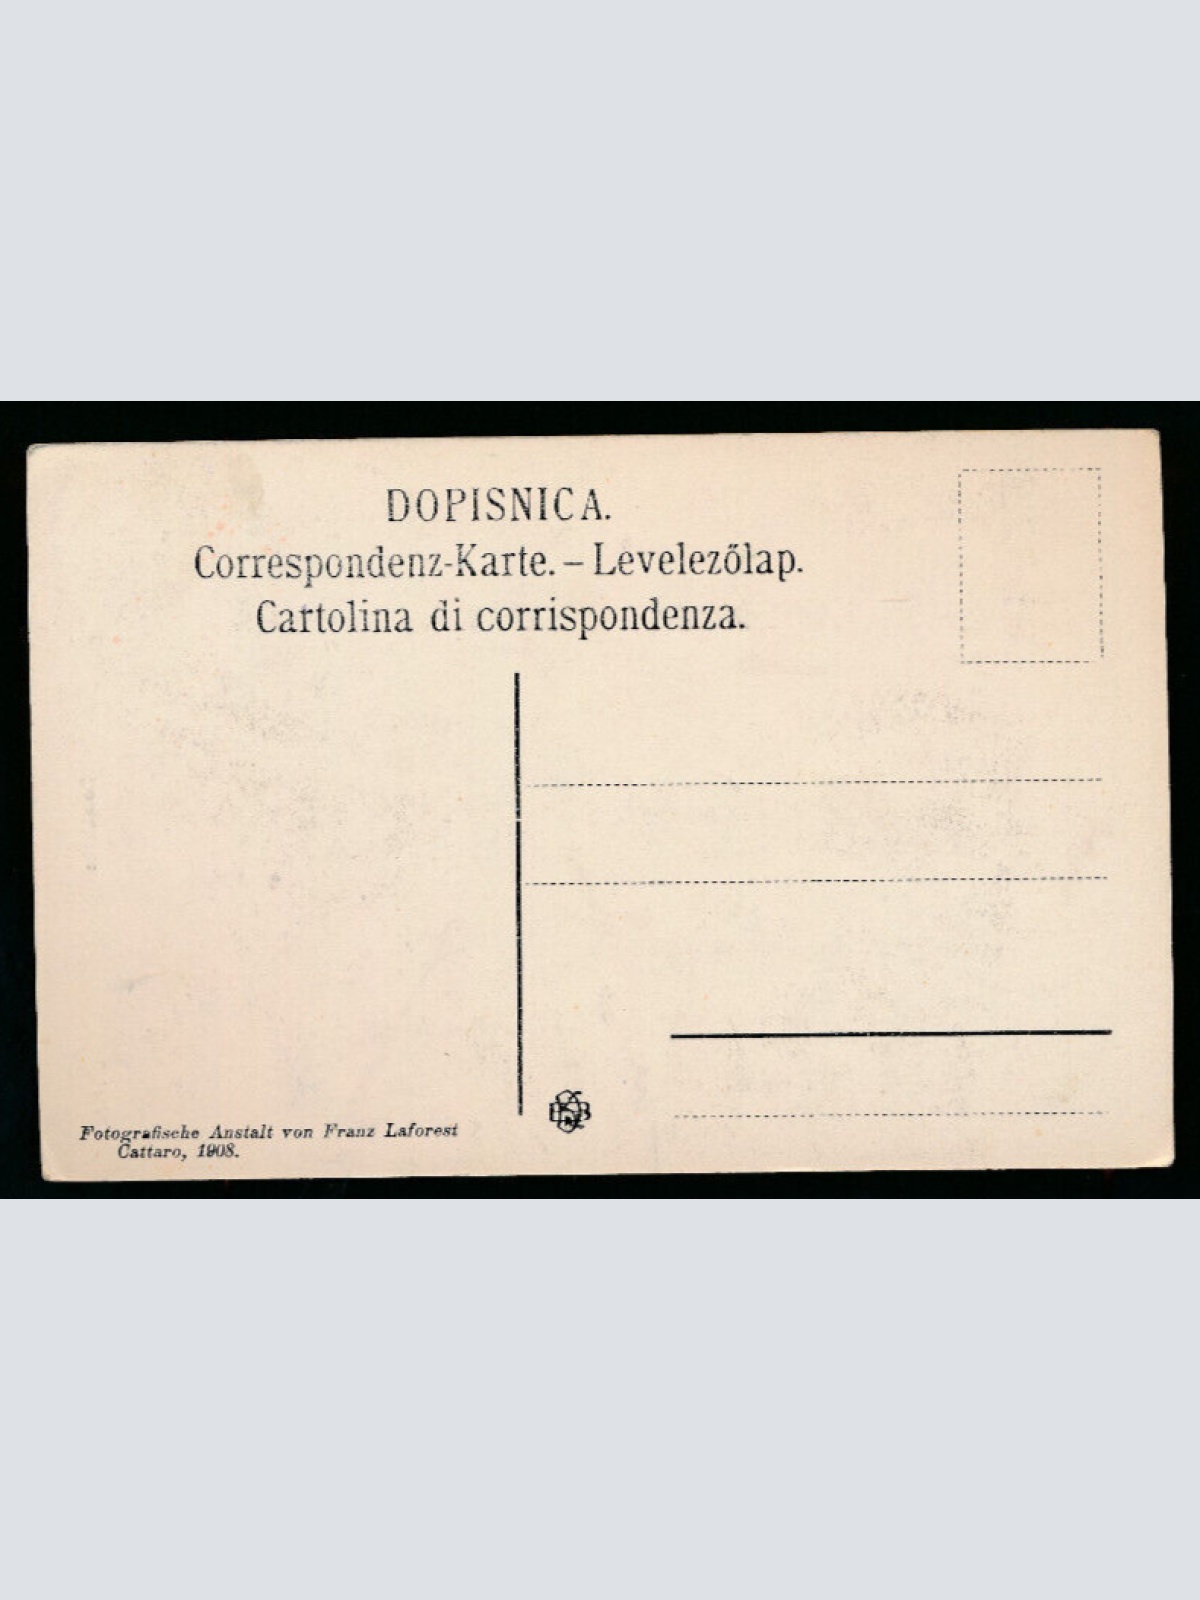 DOPISNICA.
Correspondenz-Karte. – Levelezőlap.
Cartolina di corrispondenza.
Fotografische Anstalt von Franz Laforest
Cattaro, 1908.